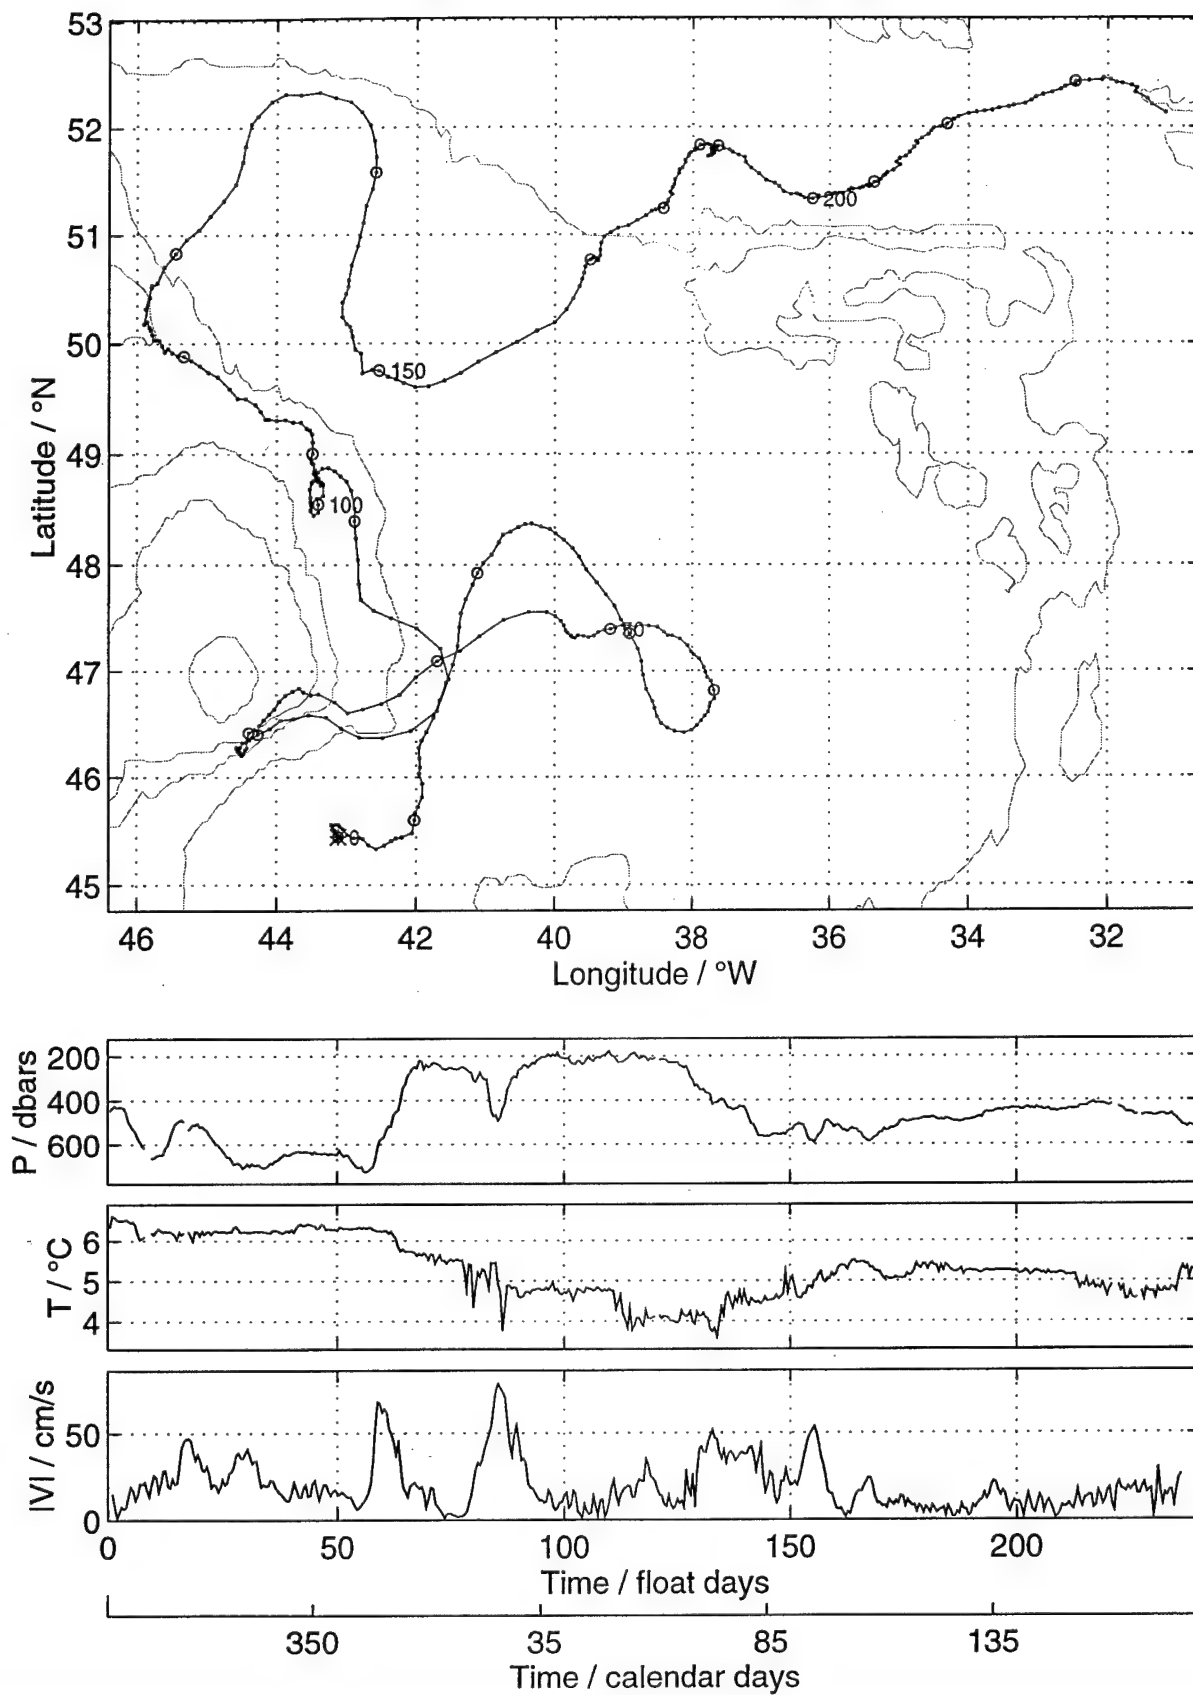 53
52
51
50
49
48
47
46
45
Latitude / °N
200
150
100
50
0
46 44 42 40 38 36 34 32
Longitude / °W
200
400
600
P / dbars
6
5
4
T / °C
50
0
|V| / cm/s
0 50 100 150 200
Time / float days
350 35 85 135
Time / calendar days